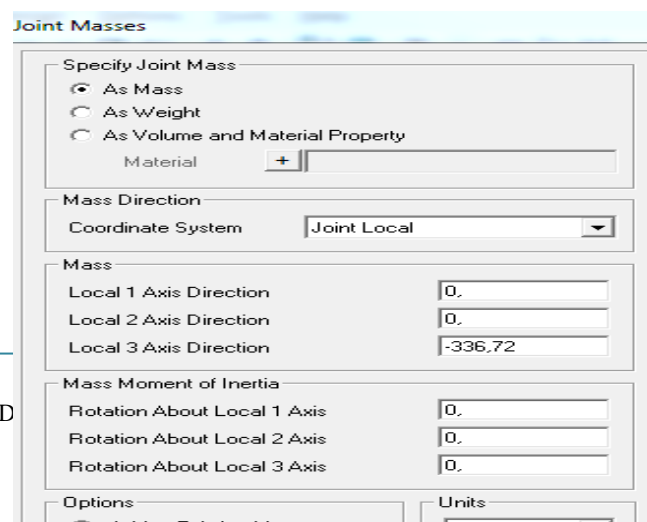 Joint Masses
Specify Joint Mass
As Mass
As Weight
As Volume and Material Property
Material +
Mass Direction
Coordinate System Joint Local
Mass
Local 1 Axis Direction 0,
Local 2 Axis Direction 0,
Local 3 Axis Direction -336,72
Mass Moment of Inertia
D
Rotation About Local 1 Axis 0,
Rotation About Local 2 Axis 0,
Rotation About Local 3 Axis 0,
Options Units